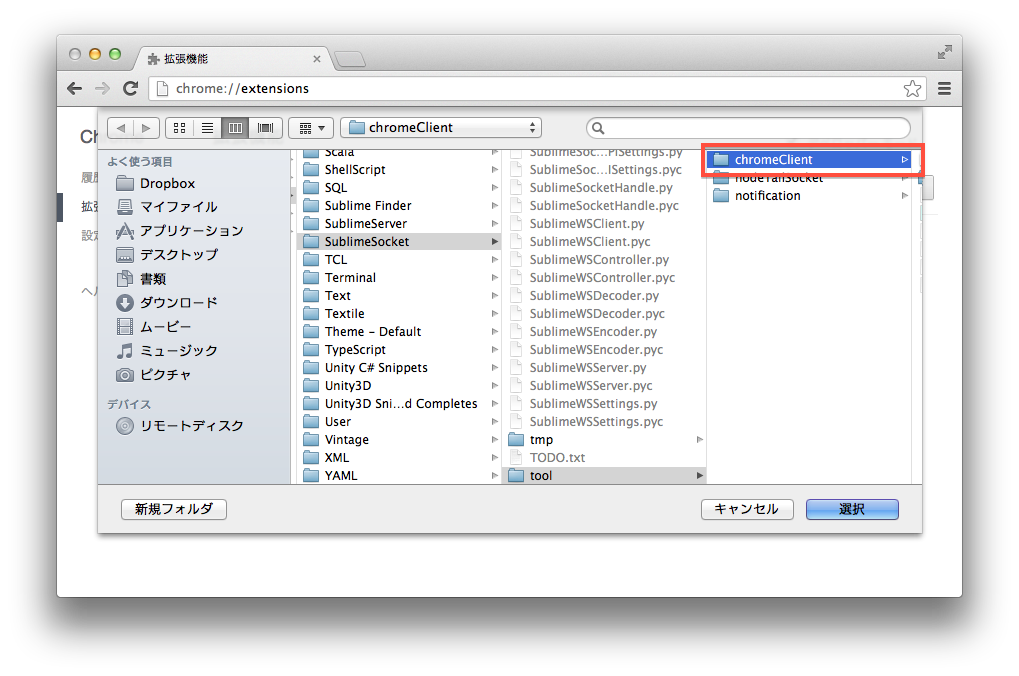 拡張機能
chrome://extensions
chromeClient
よく使う項目
Dropbox
マイファイル
アプリケーション
デスクトップ
書類
ダウンロード
ムービー
ミュージック
ピクチャ
デバイス
リモートディスク
Scala
ShellScript
SQL
Sublime Finder
SublimeServer
SublimeSocket
TCL
Terminal
Text
Textile
Theme – Default
TypeScript
Unity C# Snippets
Unity3D
Unity3D Sni...d Completes
User
Vintage
XML
YAML
SublimeSoc...PISettings.py
SublimeSoc...ISettings.pyc
SublimeSocketHandle.py
SublimeSocketHandle.pyc
SublimeWSClient.py
SublimeWSClient.pyc
SublimeWSController.py
SublimeWSController.pyc
SublimeWSDecoder.py
SublimeWSDecoder.pyc
SublimeWSEncoder.py
SublimeWSEncoder.pyc
SublimeWSServer.py
SublimeWSServer.pyc
SublimeWSSettings.py
SublimeWSSettings.pyc
tmp
TODO.txt
tool
chromeClient
nodeTailSocket
notification
新規フォルダ
キャンセル
選択